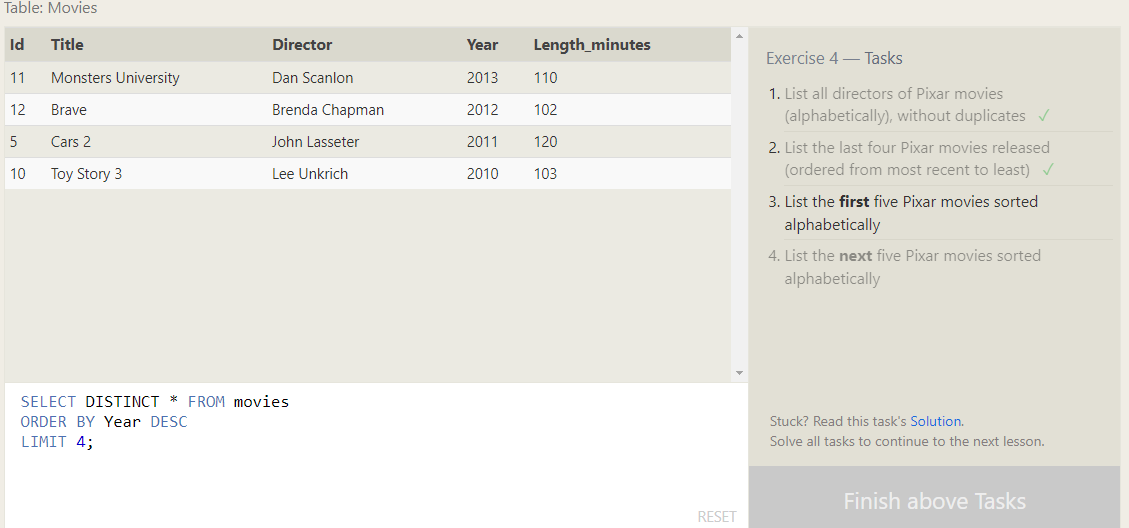 Table: Movies
Id Title Director Year Length_minutes
11 Monsters University Dan Scanlon 2013 110
12 Brave Brenda Chapman 2012 102
5 Cars 2 John Lasseter 2011 120
10 Toy Story 3 Lee Unkrich 2010 103
SELECT DISTINCT * FROM movies
ORDER BY Year DESC
LIMIT 4;
RESET
Exercise 4 — Tasks
1. List all directors of Pixar movies
(alphabetically), without duplicates ✓
2. List the last four Pixar movies released
(ordered from most recent to least) ✓
3. List the first five Pixar movies sorted
alphabetically
4. List the next five Pixar movies sorted
alphabetically
Stuck? Read this task's Solution.
Solve all tasks to continue to the next lesson.
Finish above Tasks